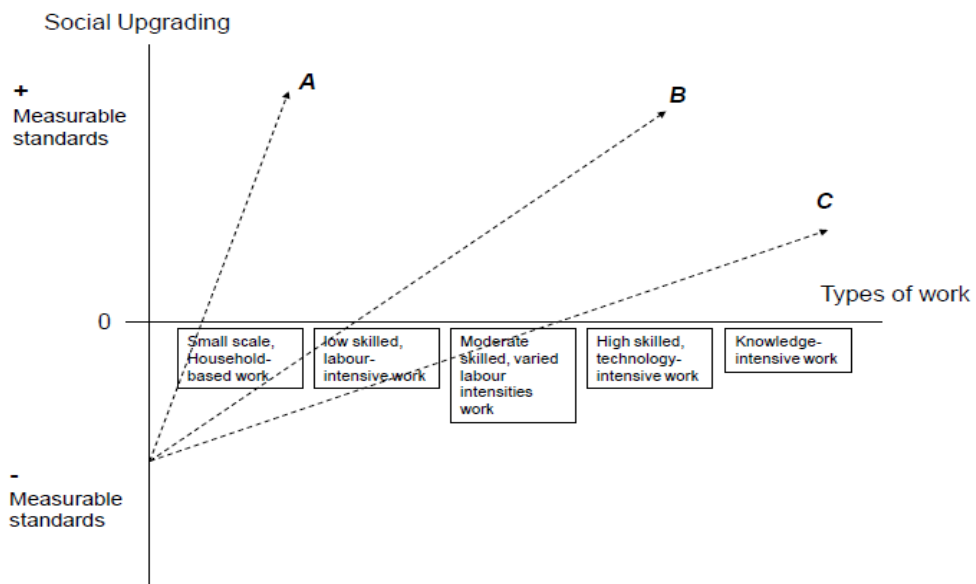 Social Upgrading
+
Measurable
standards
A
B
C
Types of work
0
Small scale,
Household-
based work
low skilled,
labour-
intensive work
Moderate
skilled, varied
labour
intensities
work
High skilled,
technology-
intensive work
Knowledge-
intensive work
-
Measurable
standards